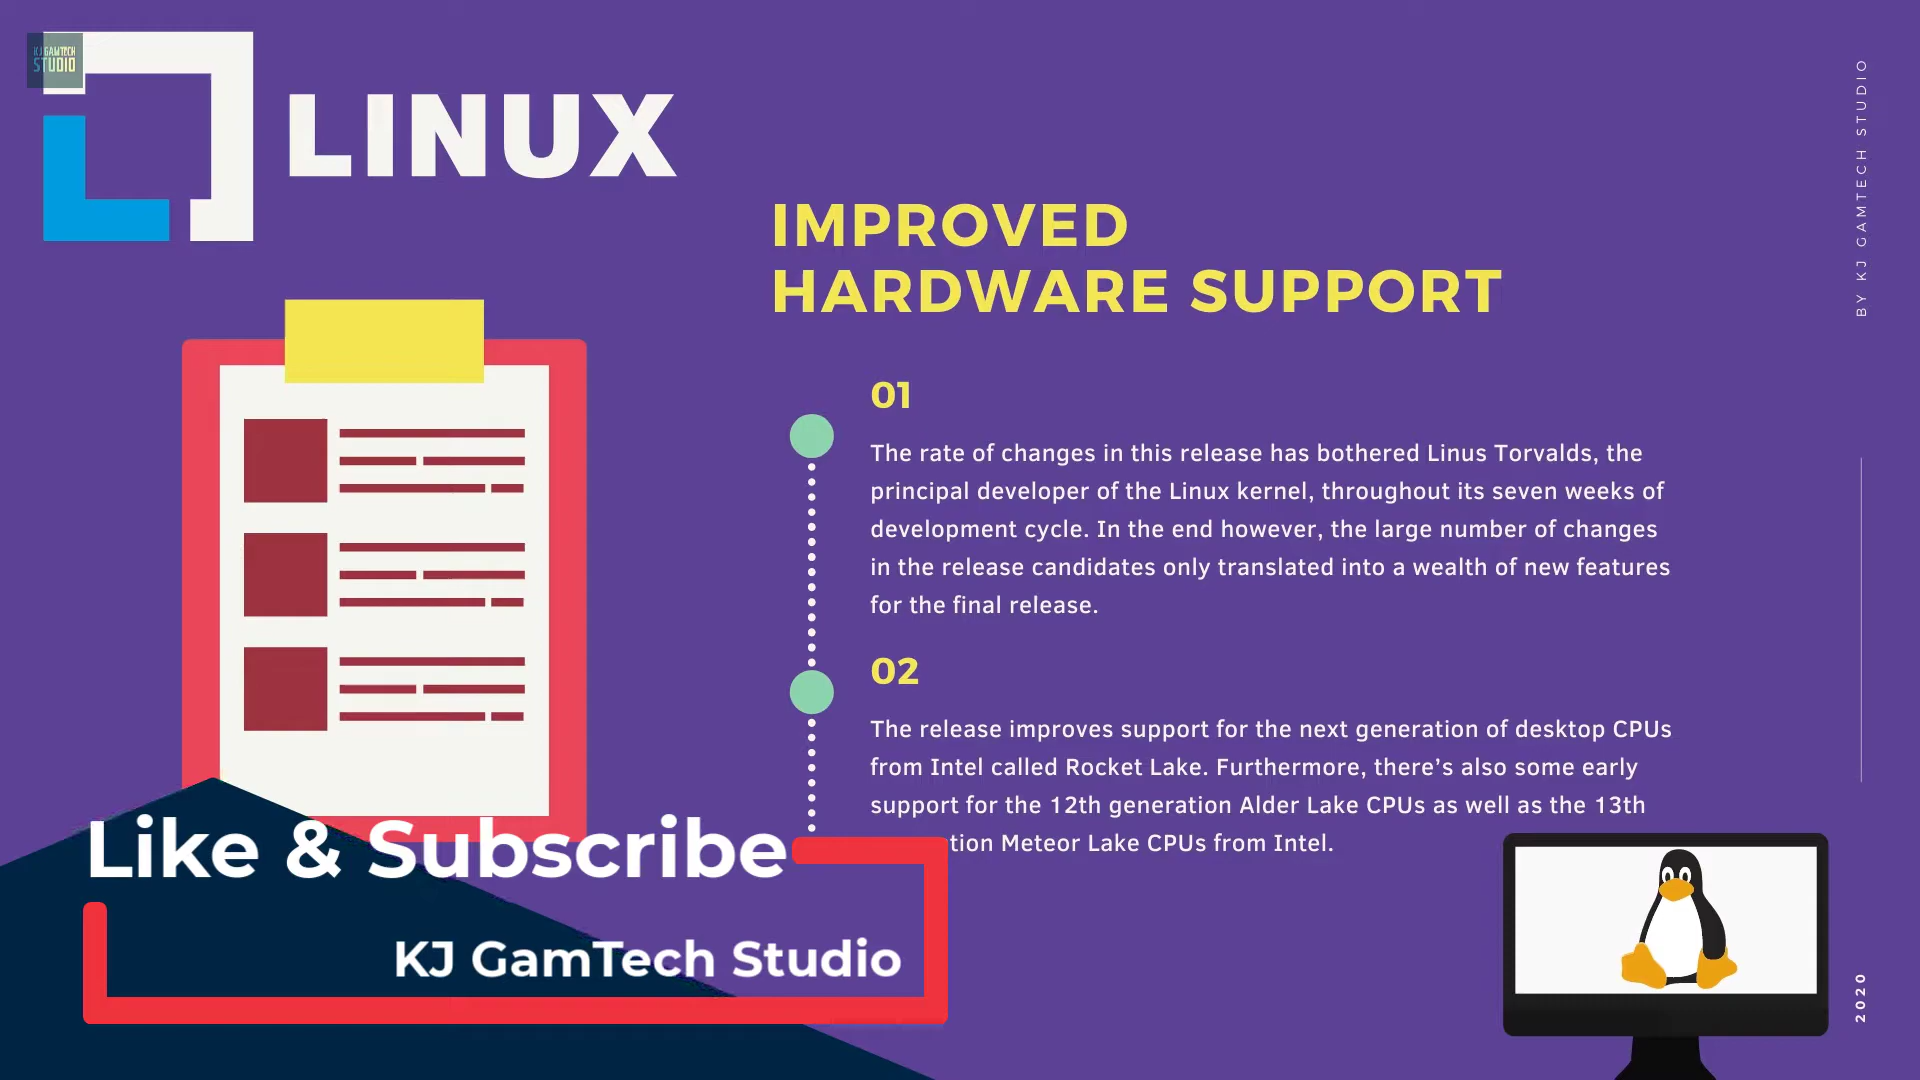 KJ GAMTECH
STUDIO
LINUX
BY KJ GAMTECH STUDIO
IMPROVED
HARDWARE SUPPORT
01
The rate of changes in this release has bothered Linus Torvalds, the
principal developer of the Linux kernel, throughout its seven weeks of
development cycle. In the end however, the large number of changes
in the release candidates only translated into a wealth of new features
for the final release.
02
The release improves support for the next generation of desktop CPUs
from Intel called Rocket Lake. Furthermore, there's also some early
support for the 12th generation Alder Lake CPUs as well as the 13th
tion Meteor Lake CPUs from Intel.
Like & Subscribe
KJ GamTech Studio
2020